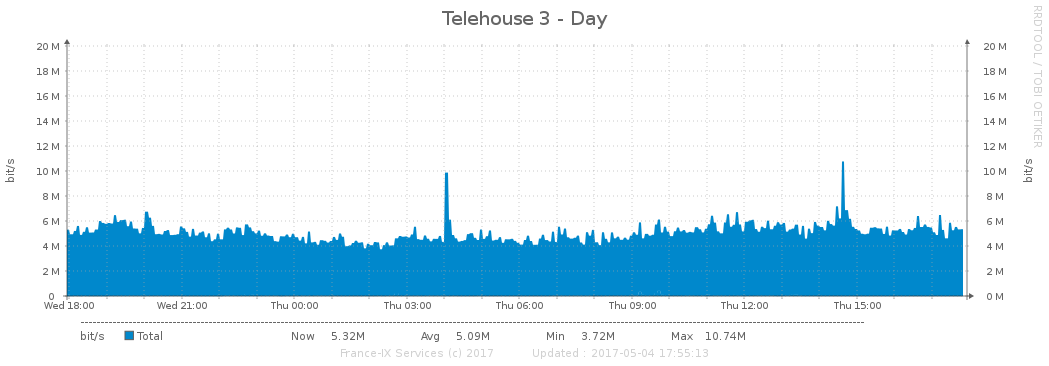 Telehouse 3 - Day
RRDTOOL / TOBI OETIKER
bit/s
bit/s
20 M 20 M
18 M 18 M
16 M 16 M
14 M 14 M
12 M 12 M
10 M 10 M
8 M 8 M
6 M 6 M
4 M 4 M
2 M 2 M
0 0 M
Wed 18:00 Wed 21:00 Thu 00:00 Thu 03:00 Thu 06:00 Thu 09:00 Thu 12:00 Thu 15:00
bit/s Total Now 5.32M Avg 5.09M Min 3.72M Max 10.74M
France-IX Services (c) 2017 Updated : 2017-05-04 17:55:13